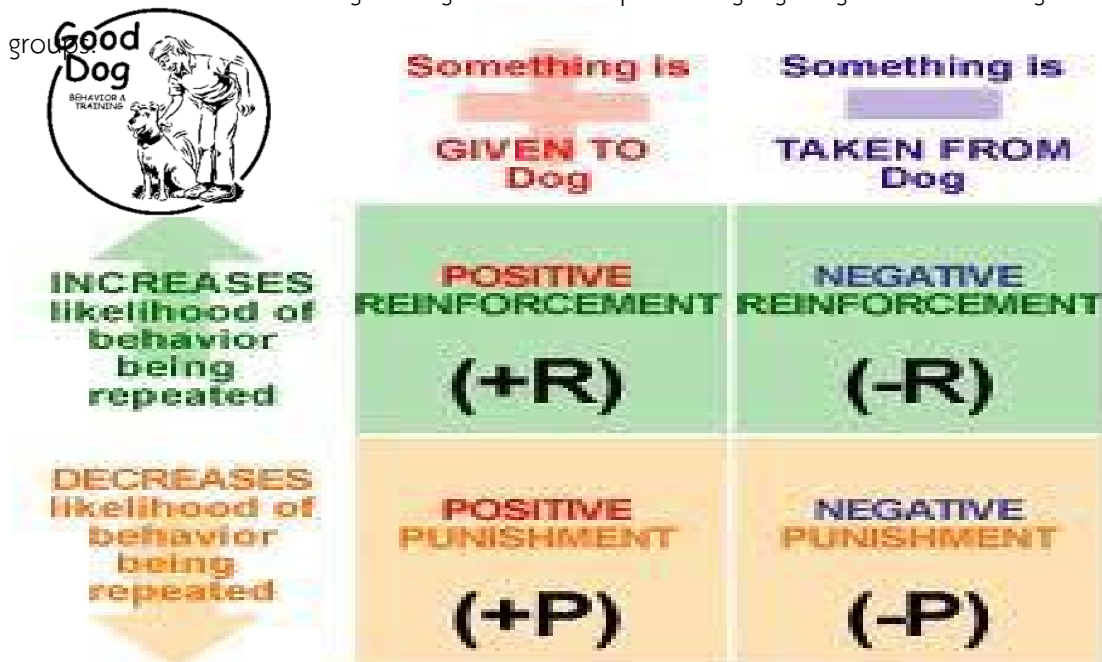 groups.
Good
Dog
BEHAVIOR &
TRAINING
Something is
GIVEN TO
Dog
Something is
TAKEN FROM
Dog
INCREASES
likelihood of
behavior
being
repeated
POSITIVE
REINFORCEMENT
(+R)
NEGATIVE
REINFORCEMENT
(-R)
DECREASES
likelihood of
behavior
being
repeated
POSITIVE
PUNISHMENT
(+P)
NEGATIVE
PUNISHMENT
(-P)